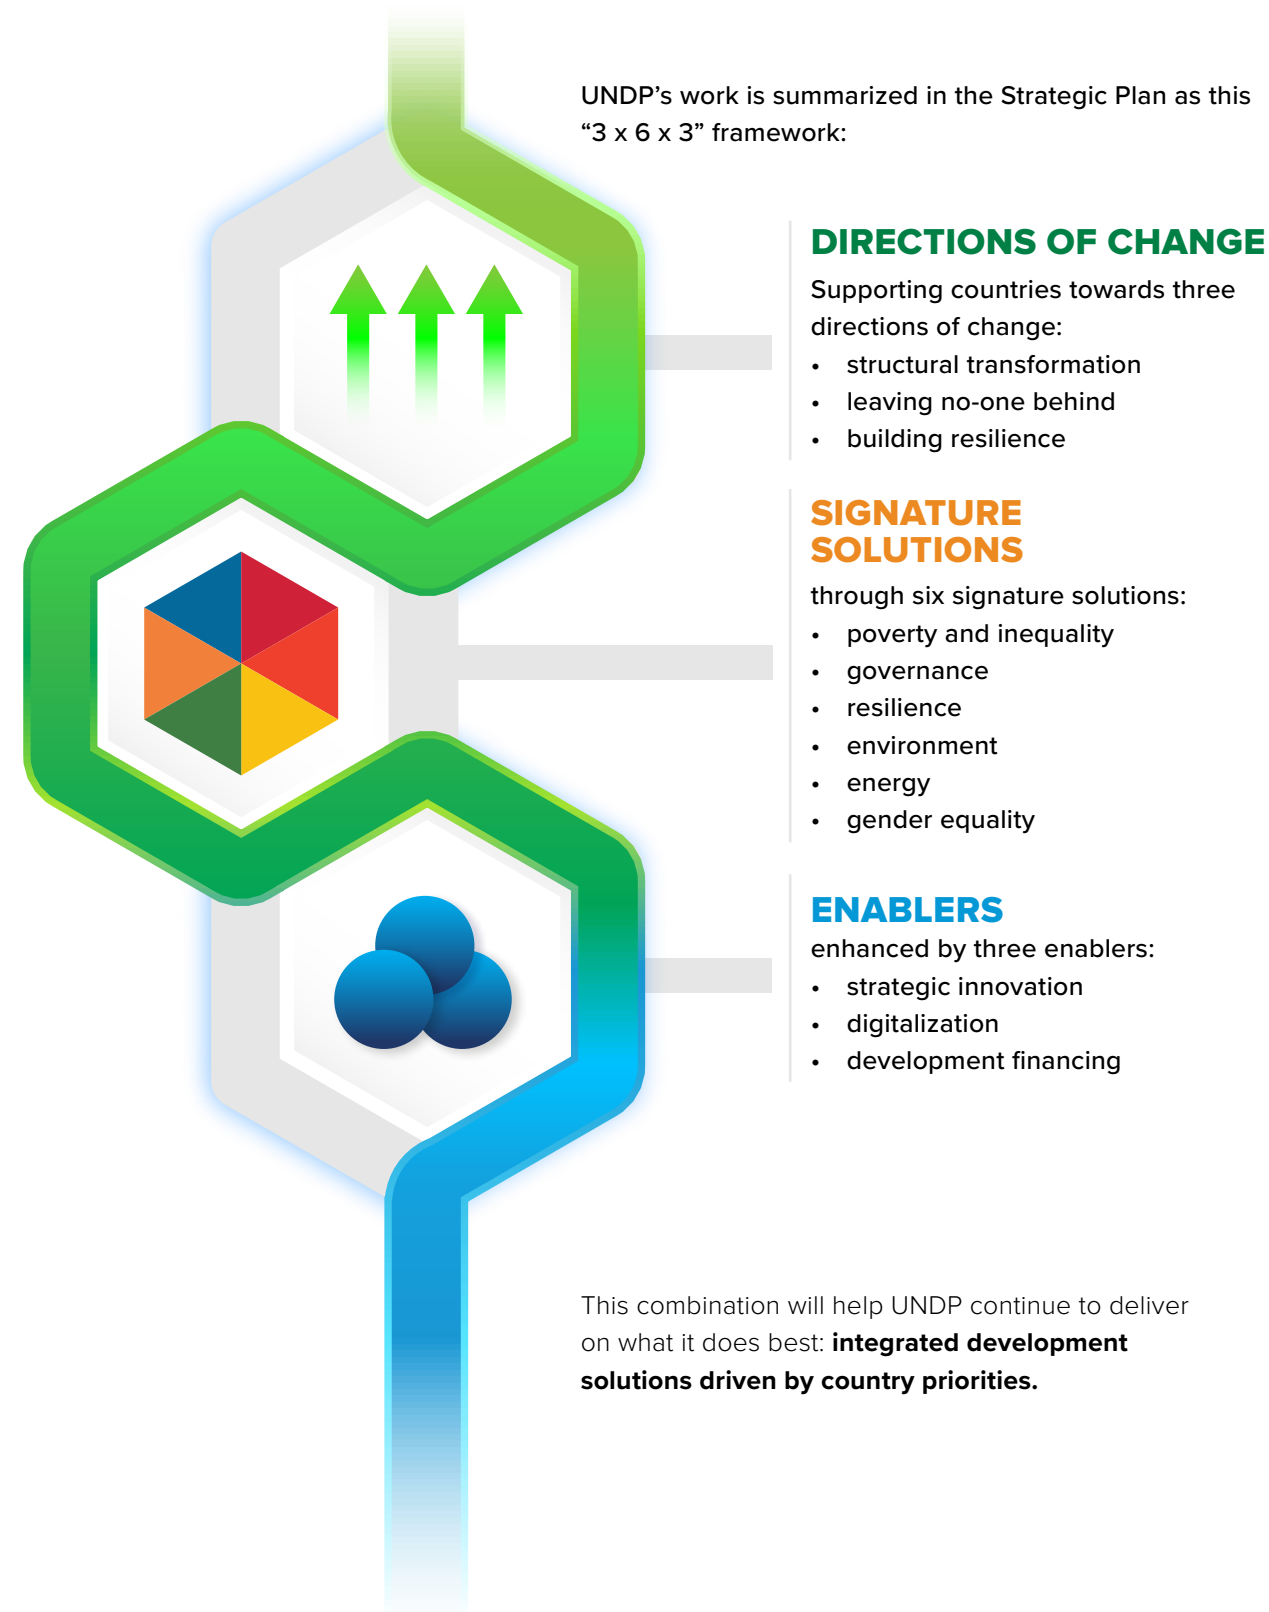 UNDP’s work is summarized in the Strategic Plan as this
“3 x 6 x 3” framework:
DIRECTIONS OF CHANGE
Supporting countries towards three
directions of change:
• structural transformation
• leaving no-one behind
• building resilience
SIGNATURE
SOLUTIONS
through six signature solutions:
• poverty and inequality
• governance
• resilience
• environment
• energy
• gender equality
ENABLERS
enhanced by three enablers:
• strategic innovation
• digitalization
• development financing
This combination will help UNDP continue to deliver
on what it does best: integrated development
solutions driven by country priorities.